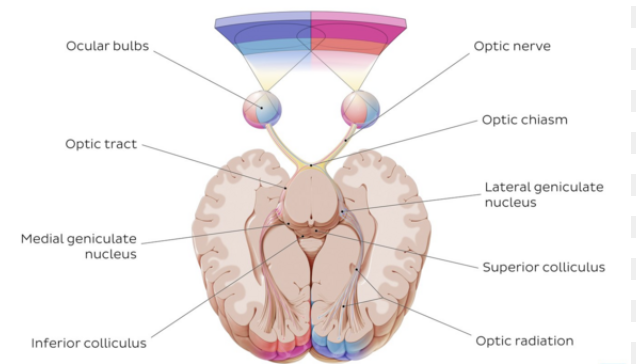 Ocular bulbs
Optic nerve
Optic chiasm
Optic tract
Lateral geniculate
nucleus
Medial geniculate
nucleus
Superior colliculus
Inferior colliculus
Optic radiation